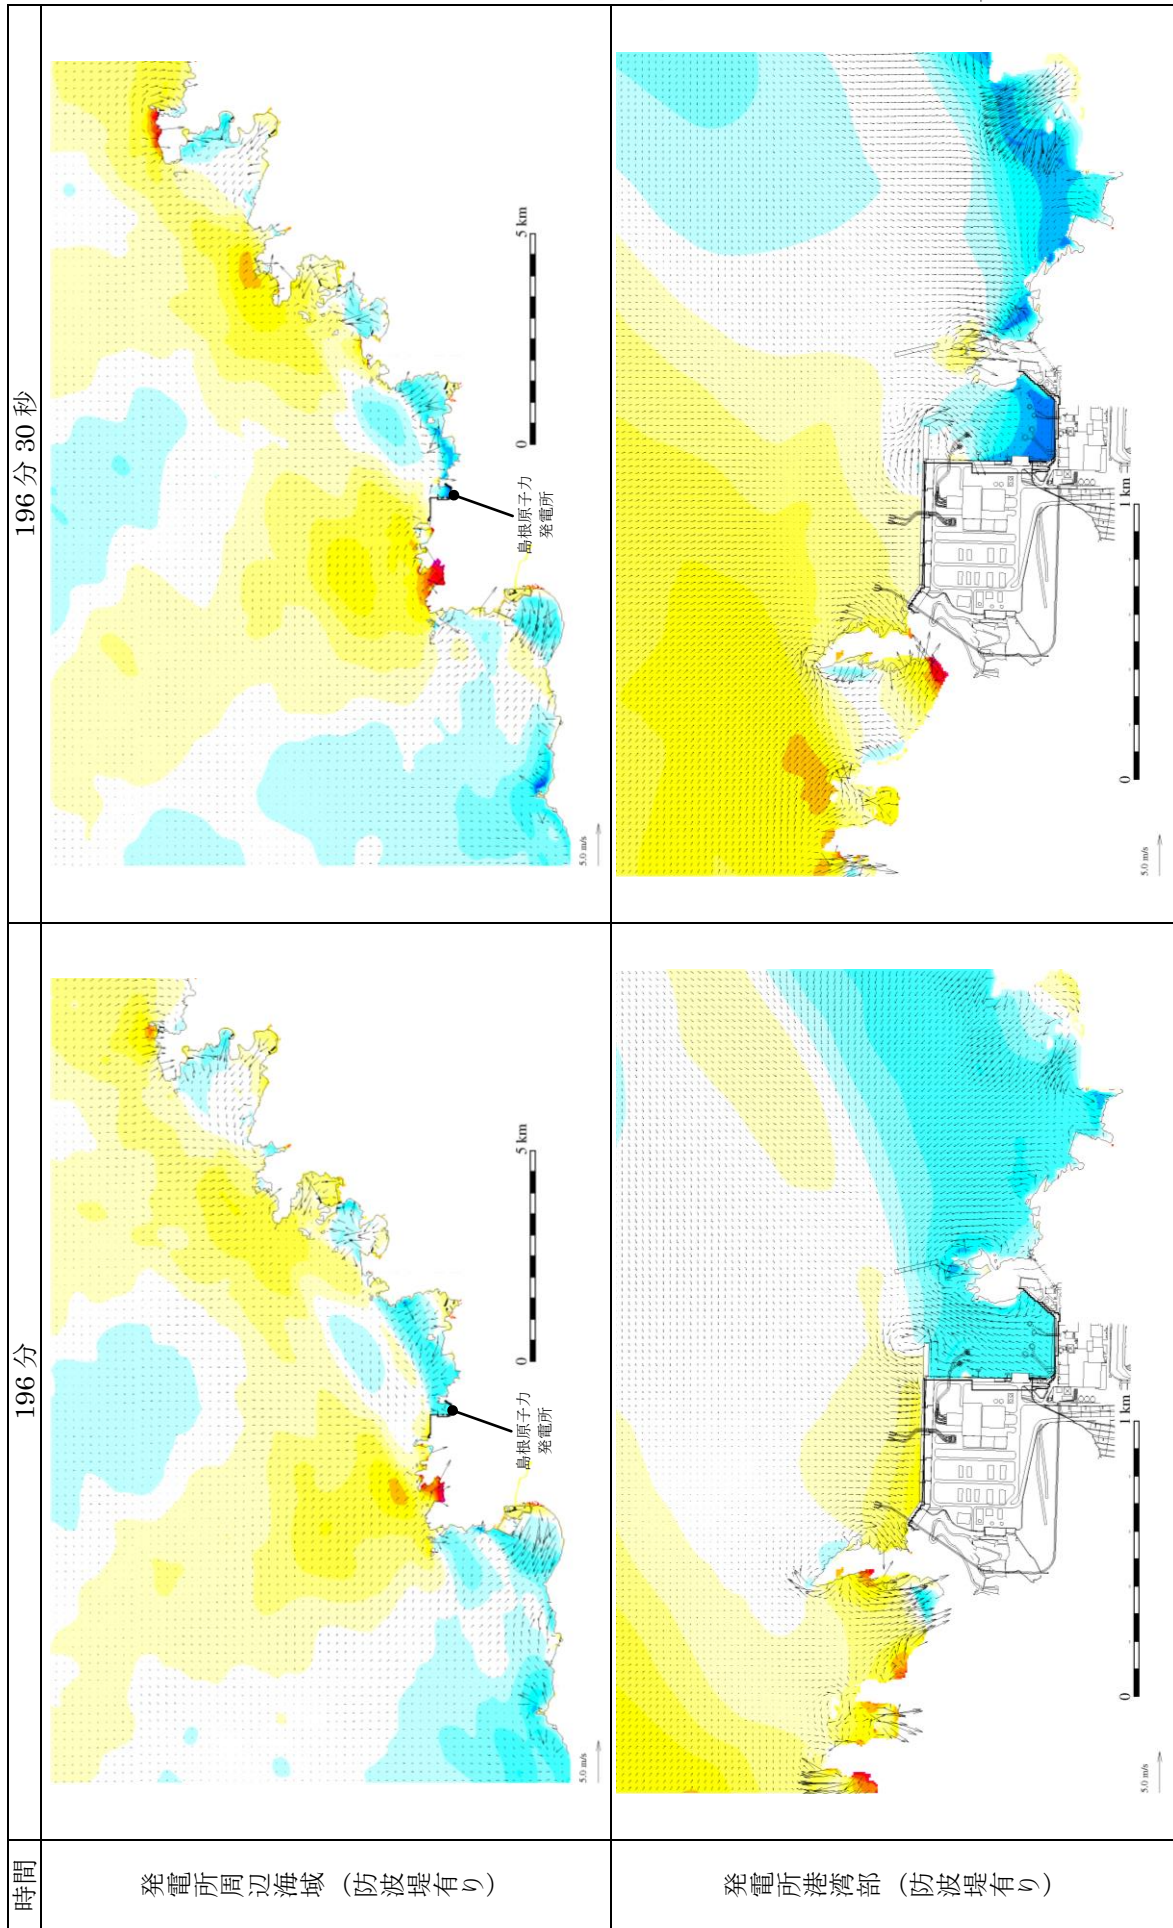 時間
196分
196分30秒
発電所周辺海域（防波堤有り）
島根原子力
発電所
0
5 km
5.0 m/s
島根原子力
発電所
0
5 km
5.0 m/s
発電所港湾部（防波堤有り）
0
1 km
5.0 m/s
0
1 km
5.0 m/s